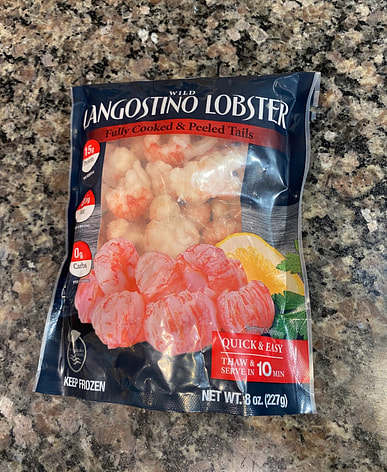 WILD
LANGOSTINO LOBSTER
Fully Cooked & Peeled Tails
15g
0g
Carbs
QUICK & EASY
THAW &
SERVE IN 10 MIN
KEEP FROZEN
NET WT. 8 oz. (227g)